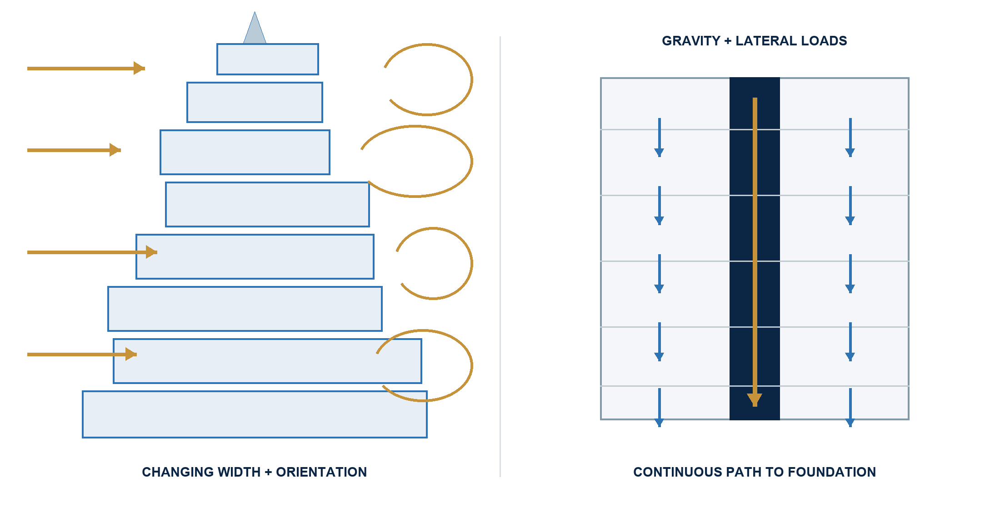 GRAVITY + LATERAL LOADS
CHANGING WIDTH + ORIENTATION
CONTINUOUS PATH TO FOUNDATION